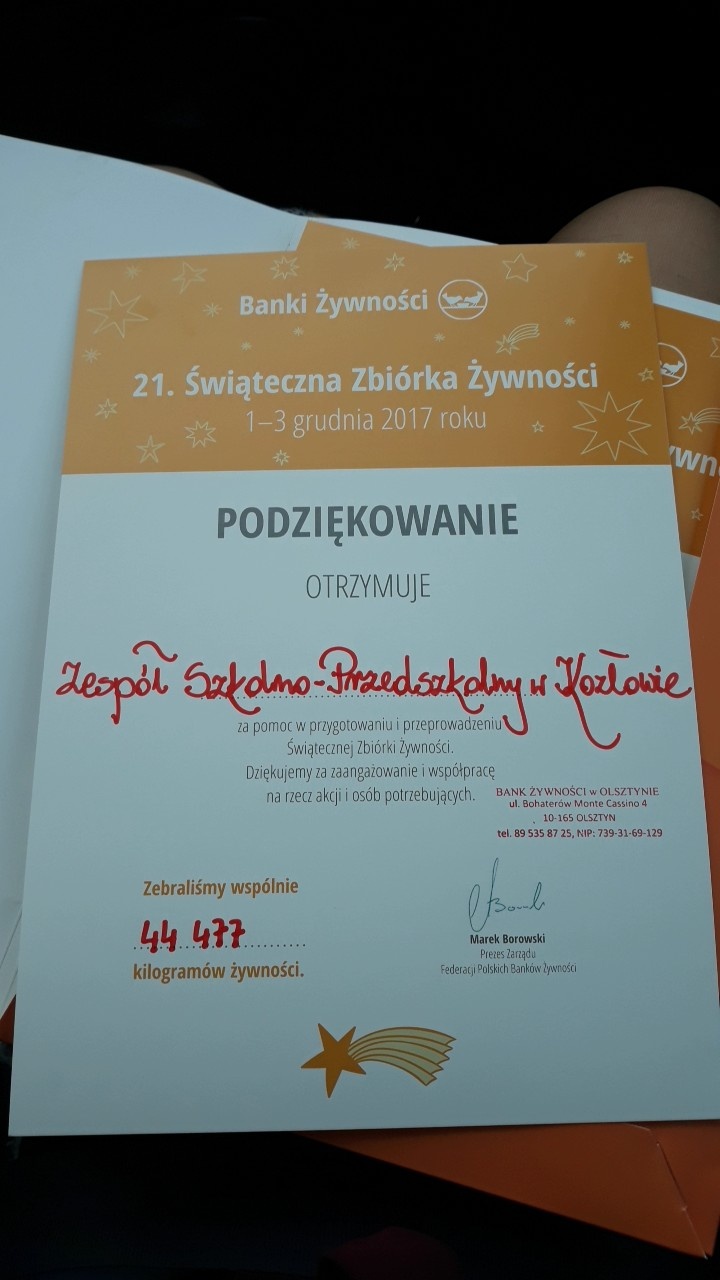 Banki Żywności
21. Świąteczna Zbiórka Żywności
1–3 grudnia 2017 roku
PODZIĘKOWANIE
OTRZYMUJE
Zespół Szkolno-Przedszkolny w Kozłowie
za pomoc w przygotowaniu i przeprowadzeniu
Świątecznej Zbiórki Żywności.
Dziękujemy za zaangażowanie i współpracę
na rzecz akcji i osób potrzebujących.
BANK ŻYWNOŚCI w OLSZTYNIE
ul. Bohaterów Monte Cassino 4
10-165 OLSZTYN
tel. 89 535 87 25, NIP: 739-31-69-129
Zebraliśmy wspólnie
44 477
kilogramów żywności.
Marek Borowski
Prezes Zarządu
Federacji Polskich Banków Żywności